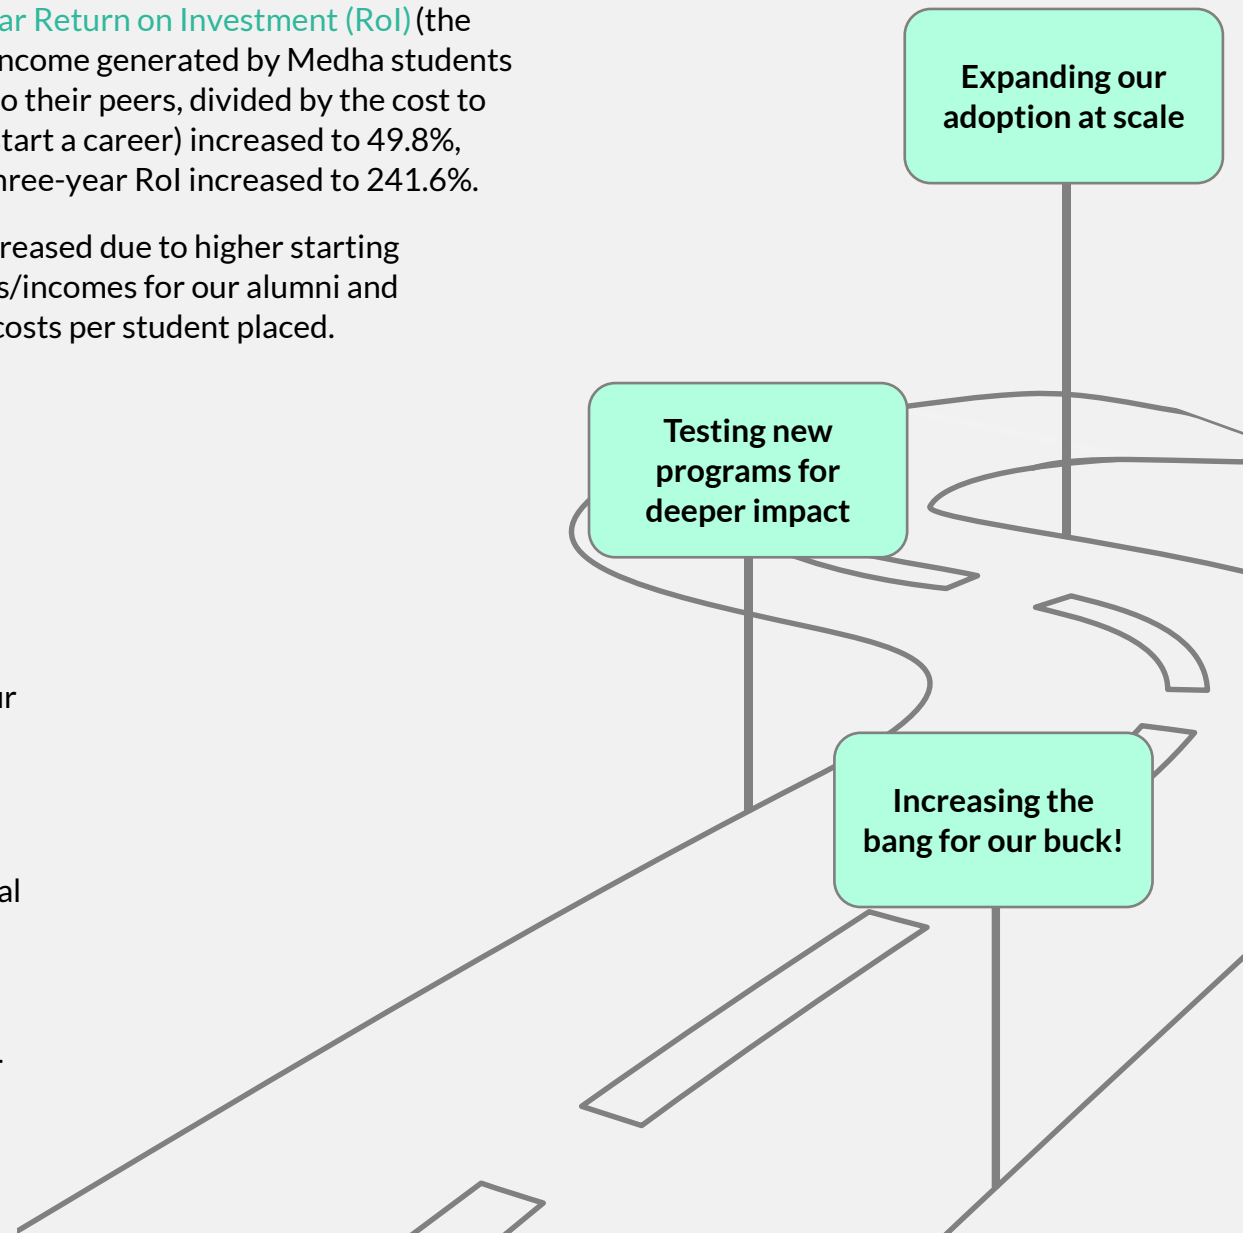 ar Return on Investment (RoI) (the
ncome generated by Medha students
o their peers, divided by the cost to
start a career) increased to 49.8%,
hree-year RoI increased to 241.6%.
reased due to higher starting
s/incomes for our alumni and
costs per student placed.
ur
al
.
Expanding our
adoption at scale
Testing new
programs for
deeper impact
Increasing the
bang for our buck!